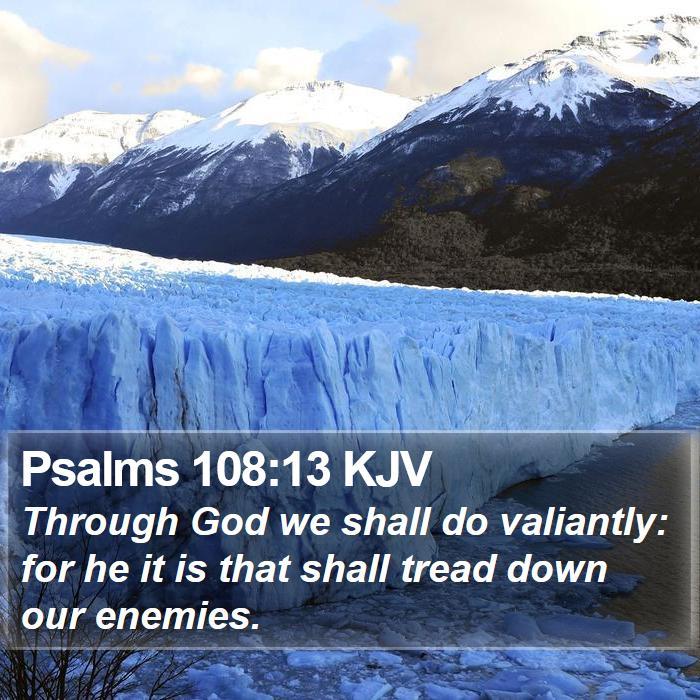 Psalms 108:13 KJV
Through God we shall do valiantly:
for he it is that shall tread down
our enemies.